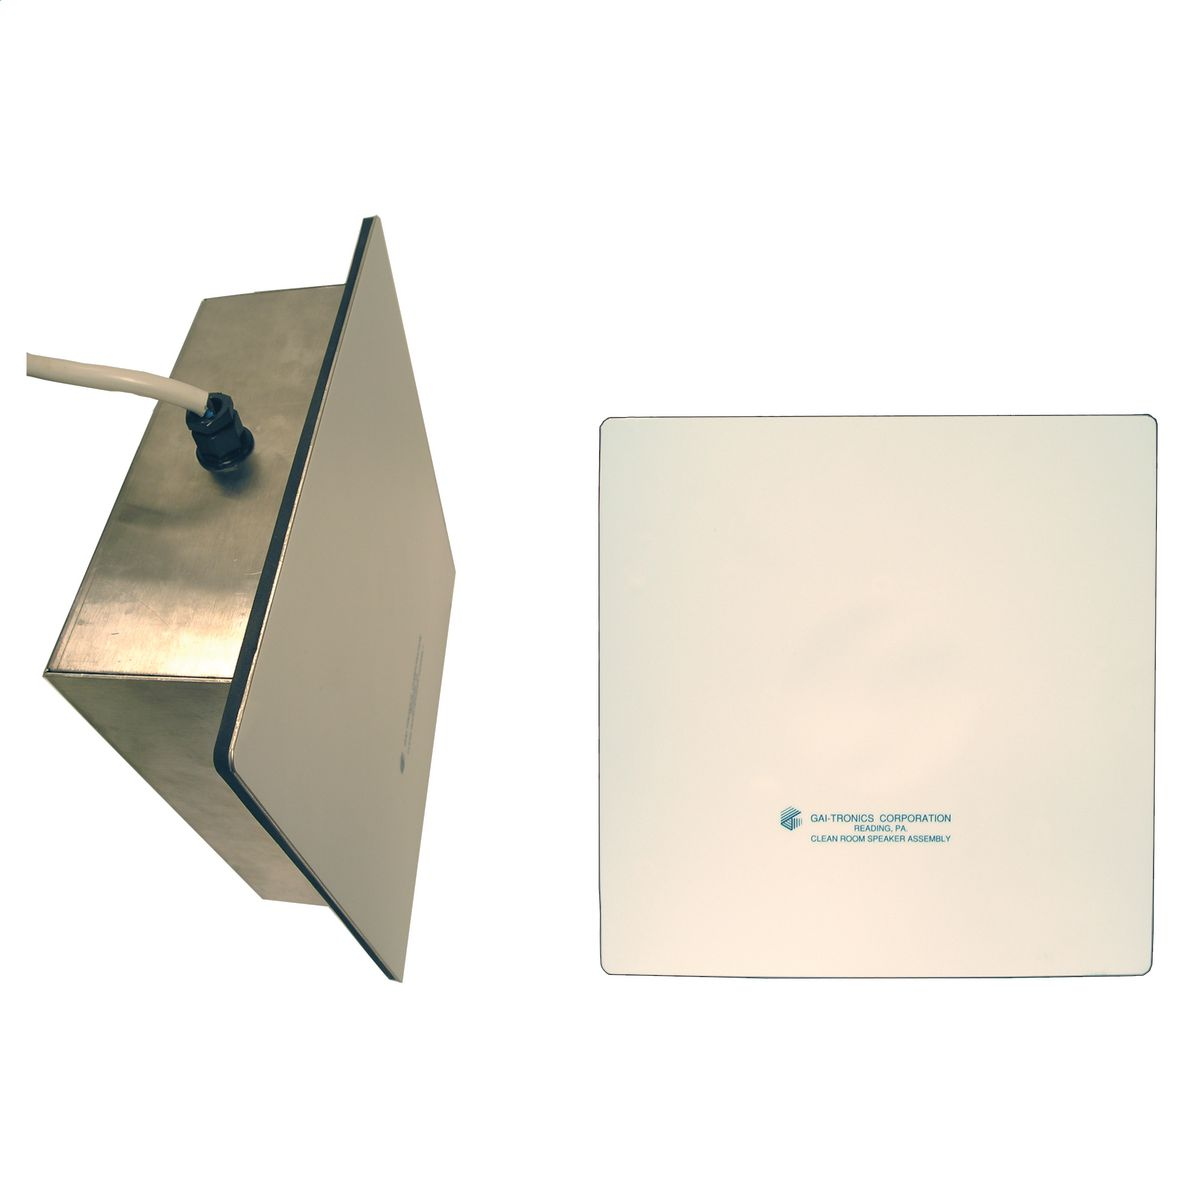 GAI-TRONICS CORPORATION
READING, PA.
CLEAN ROOM SPEAKER ASSEMBLY